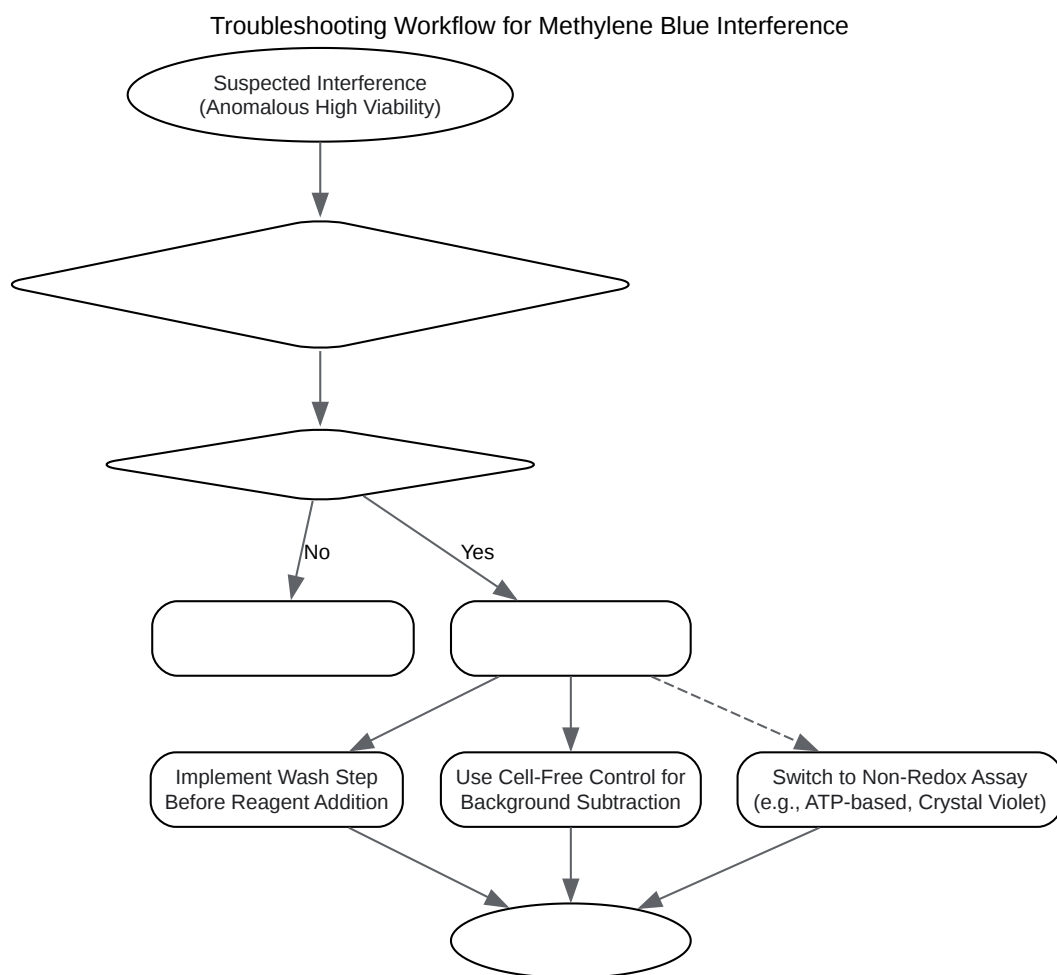 Troubleshooting Workflow for Methylene Blue Interference
Suspected Interference
(Anomalous High Viability)
No
Yes
Implement Wash Step
Before Reagent Addition
Use Cell-Free Control for
Background Subtraction
Switch to Non-Redox Assay
(e.g., ATP-based, Crystal Violet)